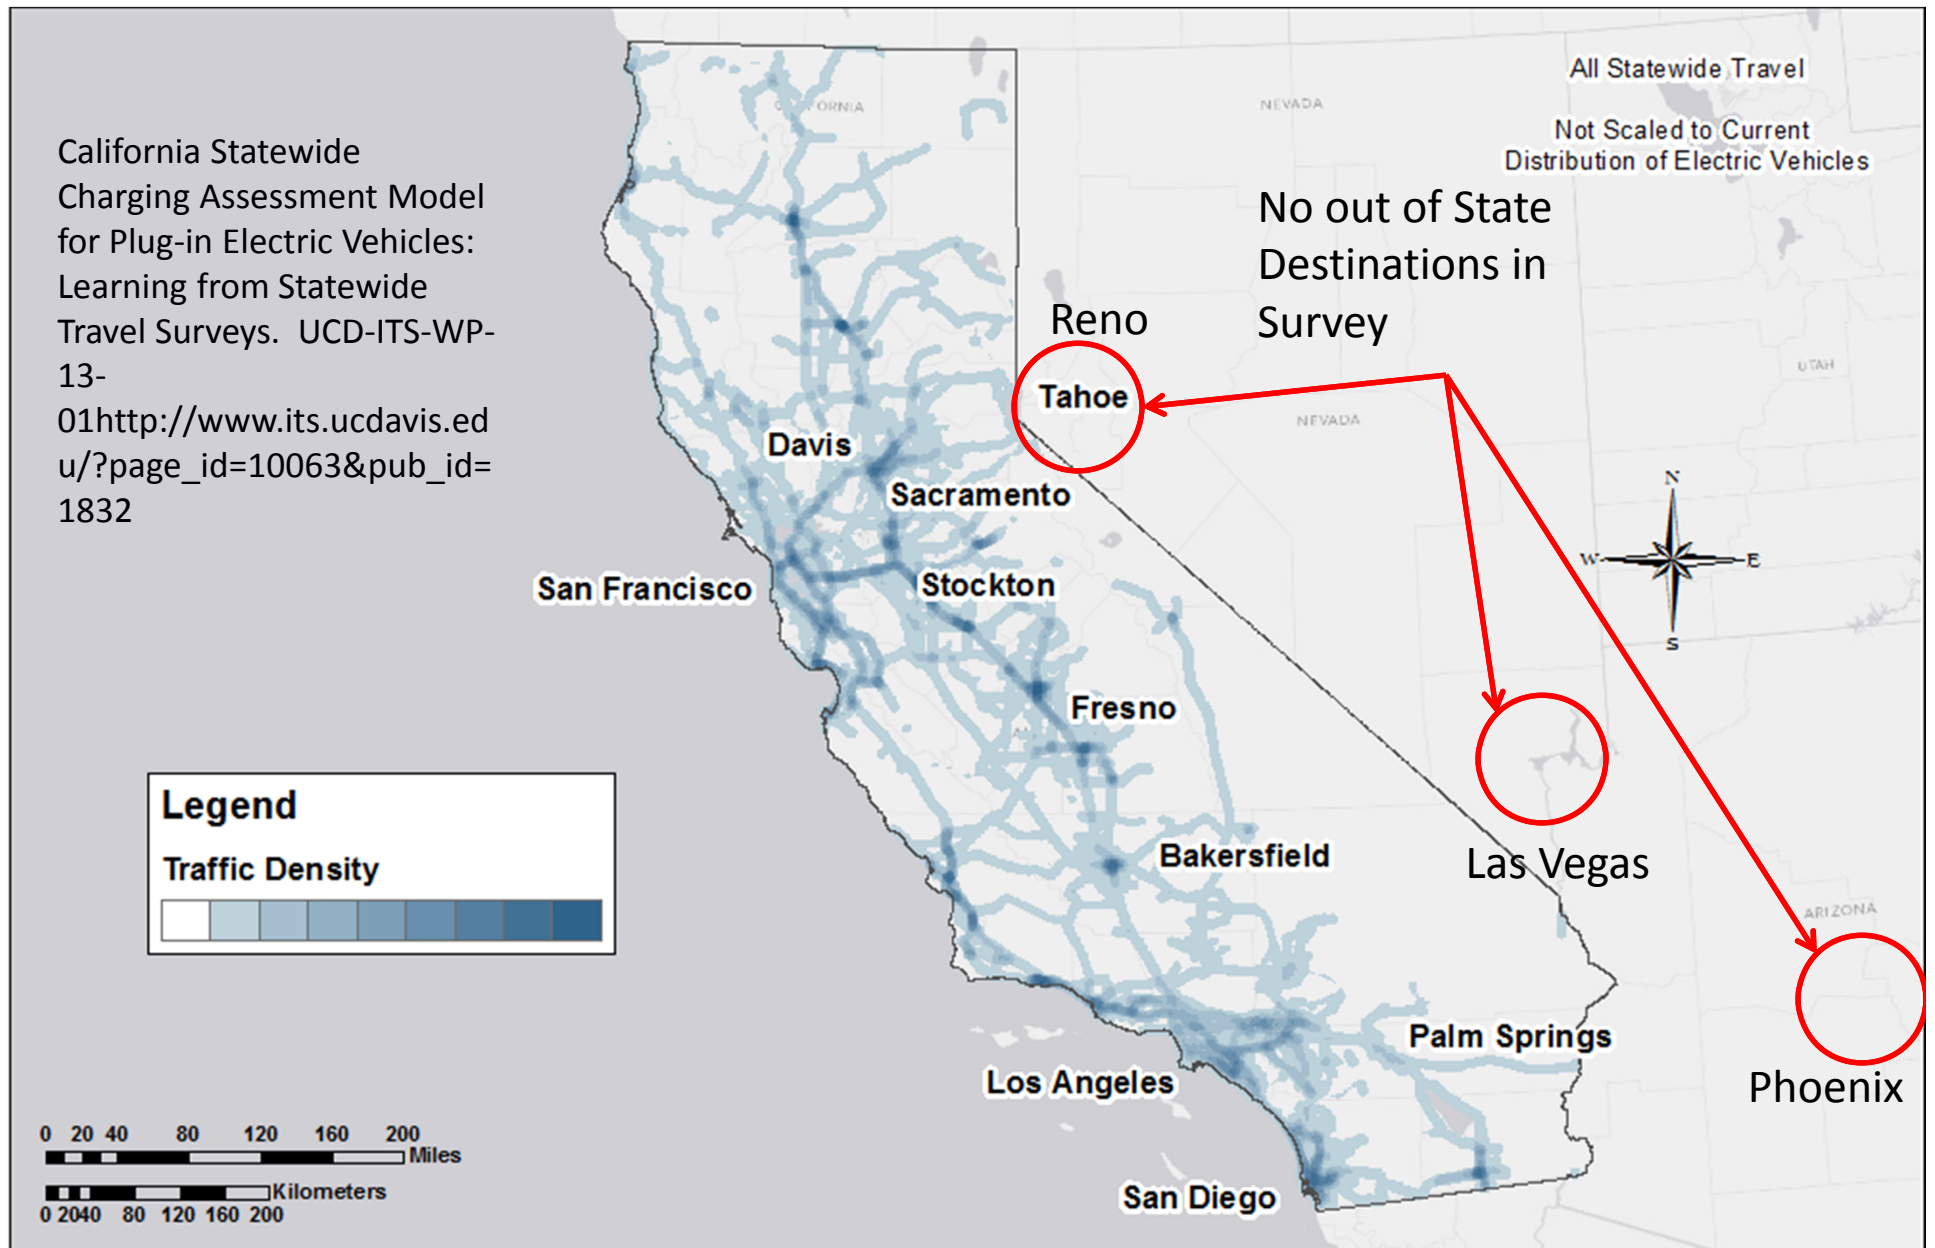 All Statewide Travel
Not Scaled to Current
Distribution of Electric Vehicles
California Statewide
Charging Assessment Model
for Plug-in Electric Vehicles:
Learning from Statewide
Travel Surveys. UCD-ITS-WP-
13-
01http://www.its.ucdavis.ed
u/?page_id=10063&pub_id=
1832
NEVADA
No out of State
Destinations in
Survey
Reno
Tahoe
UTAH
NEVADA
Davis
Sacramento
N
W
E
S
San Francisco
Stockton
Fresno
Legend
Traffic Density
Bakersfield
Las Vegas
ARIZONA
Palm Springs
Los Angeles
Phoenix
San Diego
0 20 40 80 120 160 200
Miles
Kilometers
0 2040 80 120 160 200